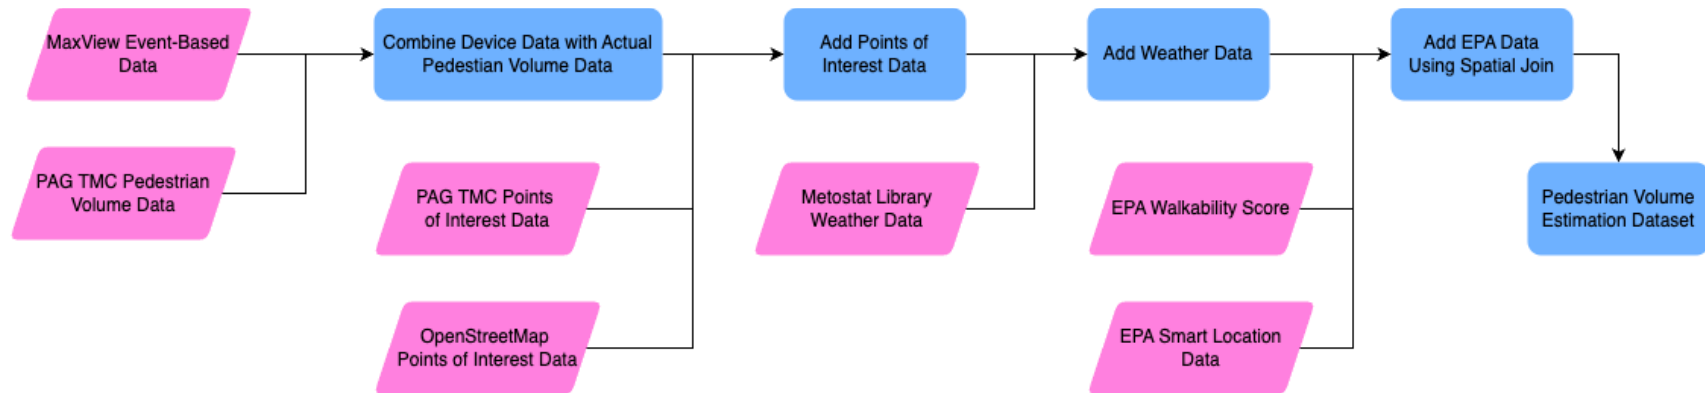 MaxView Event-Based
Data
Combine Device Data with Actual
Pedestian Volume Data
Add Points of
Interest Data
Add Weather Data
Add EPA Data
Using Spatial Join
PAG TMC Pedestrian
Volume Data
PAG TMC Points
of Interest Data
Metostat Library
Weather Data
EPA Walkability Score
Pedestrian Volume
Estimation Dataset
OpenStreetMap
Points of Interest Data
EPA Smart Location
Data